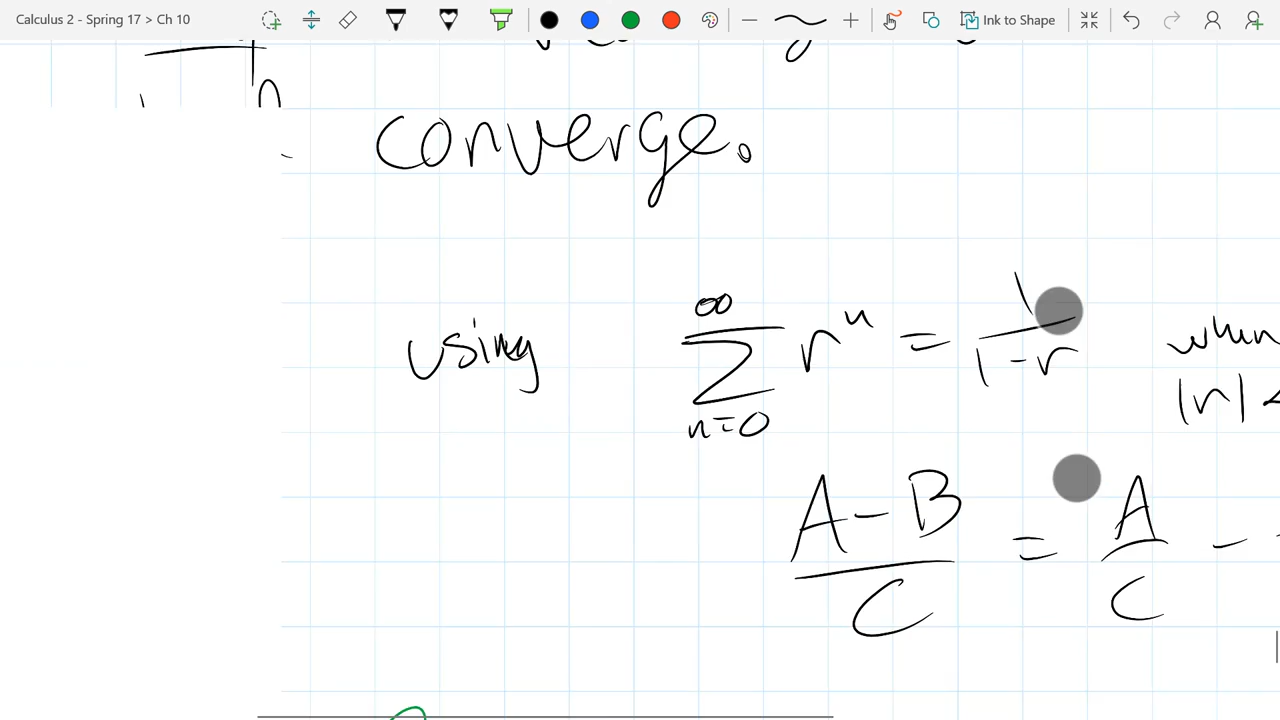 Calculus 2 - Spring 17 > Ch 10
Ink to Shape
converge.
using ∞ ∑ n=0 r^n = 1/(1-r) when
|r| <
(A - B)/C = A/C -